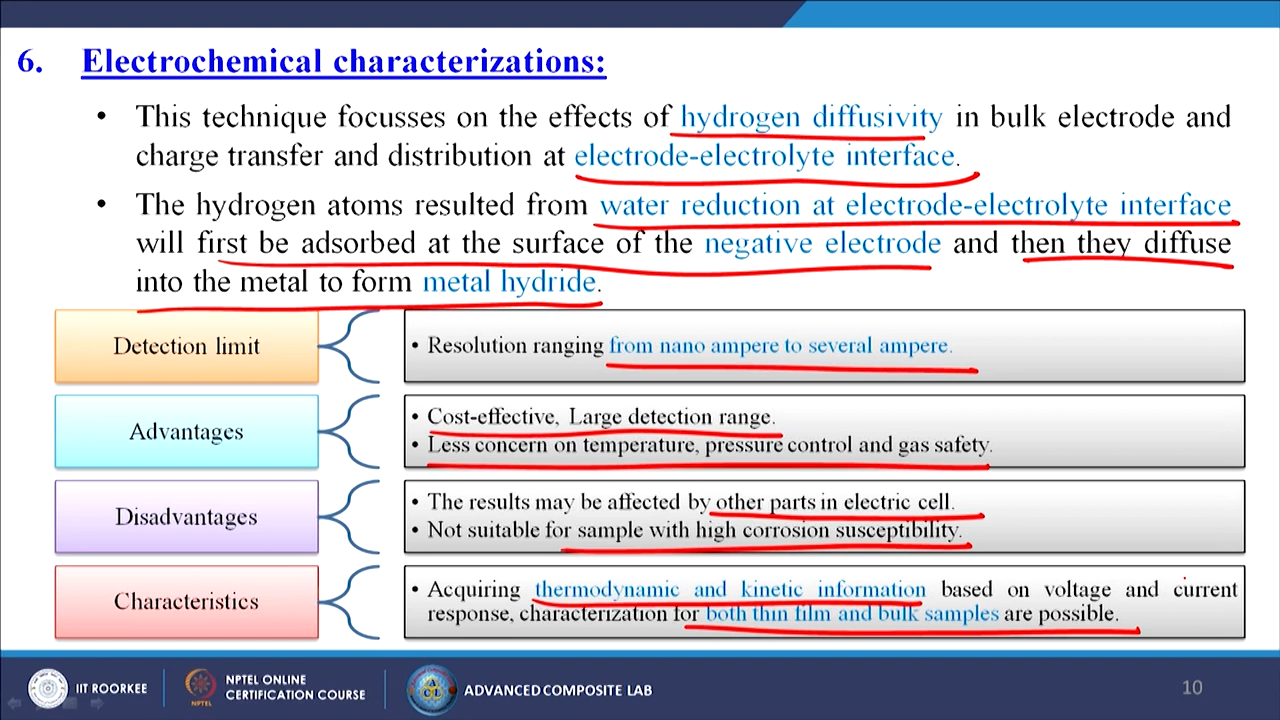 6. Electrochemical characterizations:
• This technique focusses on the effects of hydrogen diffusivity in bulk electrode and
charge transfer and distribution at electrode-electrolyte interface.
• The hydrogen atoms resulted from water reduction at electrode-electrolyte interface
will first be adsorbed at the surface of the negative electrode and then they diffuse
into the metal to form metal hydride.
Detection limit
• Resolution ranging from nano ampere to several ampere.
Advantages
• Cost-effective, Large detection range.
• Less concern on temperature, pressure control and gas safety.
Disadvantages
• The results may be affected by other parts in electric cell.
• Not suitable for sample with high corrosion susceptibility.
Characteristics
• Acquiring thermodynamic and kinetic information based on voltage and current
response, characterization for both thin film and bulk samples are possible.
IIT ROORKEE
NPTEL
NPTEL ONLINE
CERTIFICATION COURSE
ACL
ADVANCED COMPOSITE LAB
10